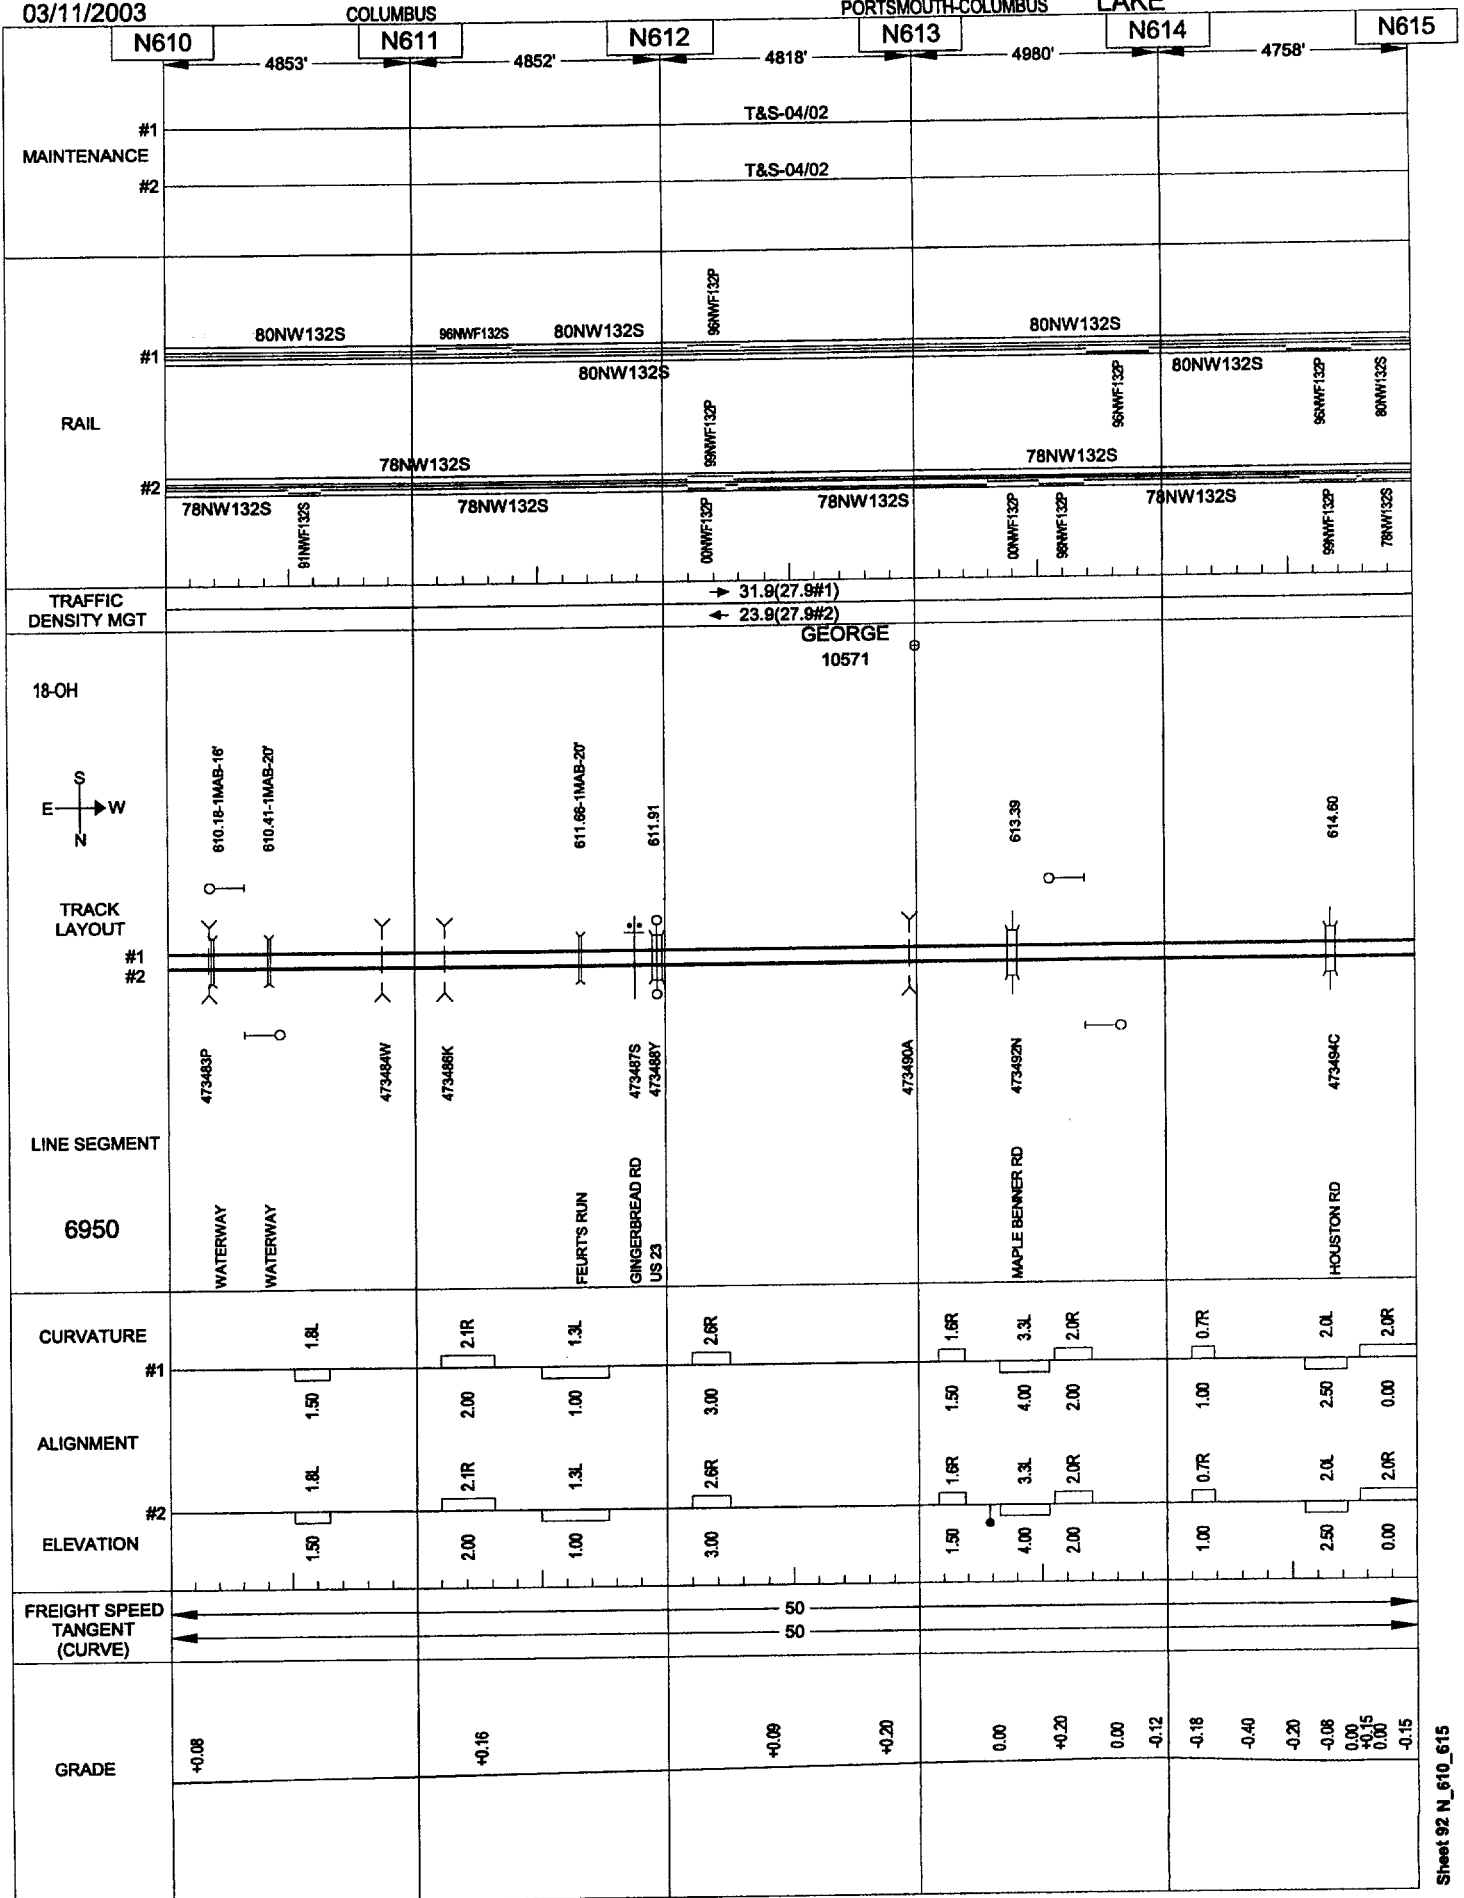 03/11/2003
COLUMBUS
PORTSMOUTH-COLUMBUS
LAKE
N610
N611
N612
N613
N614
N615
4853'
4852'
4818'
4980'
4758'
MAINTENANCE
#1
T&S-04/02
#2
T&S-04/02
RAIL
80NW132S
96NWF132S
80NW132S
96NWF132P
80NW132S
#1
80NW132S
96NWF132P
80NW132S
96NWF132P
80NW132S
78NW132S
99NWF132P
78NW132S
#2
78NW132S
91NWF132S
78NW132S
00NWF132P
78NW132S
00NWF132P
98NWF132P
78NW132S
99NWF132P
78NW132S
TRAFFIC
DENSITY MGT
31.9(27.9#1)
23.9(27.9#2)
GEORGE
10571
18-OH
S
E W
N
610.18-1MAB-16'
610.41-1MAB-20'
611.66-1MAB-20'
611.91
613.39
614.60
TRACK
LAYOUT
#1
#2
473483P
473484W
473486K
473487S
473488Y
473490A
473492N
473494C
LINE SEGMENT
6950
WATERWAY
WATERWAY
FEURT'S RUN
GINGERBREAD RD
US 23
MAPLE BENNER RD
HOUSTON RD
CURVATURE
1.8L
2.1R
1.3L
2.6R
1.6R
3.3L
2.0R
0.7R
2.0L
2.0R
#1
1.50
2.00
1.00
3.00
1.50
4.00
2.00
1.00
2.50
0.00
ALIGNMENT
1.8L
2.1R
1.3L
2.6R
1.6R
3.3L
2.0R
0.7R
2.0L
2.0R
#2
ELEVATION
1.50
2.00
1.00
3.00
1.50
4.00
2.00
1.00
2.50
0.00
FREIGHT SPEED
TANGENT
(CURVE)
50
50
GRADE
+0.08
+0.16
+0.09
+0.20
0.00
+0.20
0.00
-0.12
-0.18
-0.40
-0.20
-0.08
0.00
+0.15
0.00
-0.15
Sheet 92 N_610_615